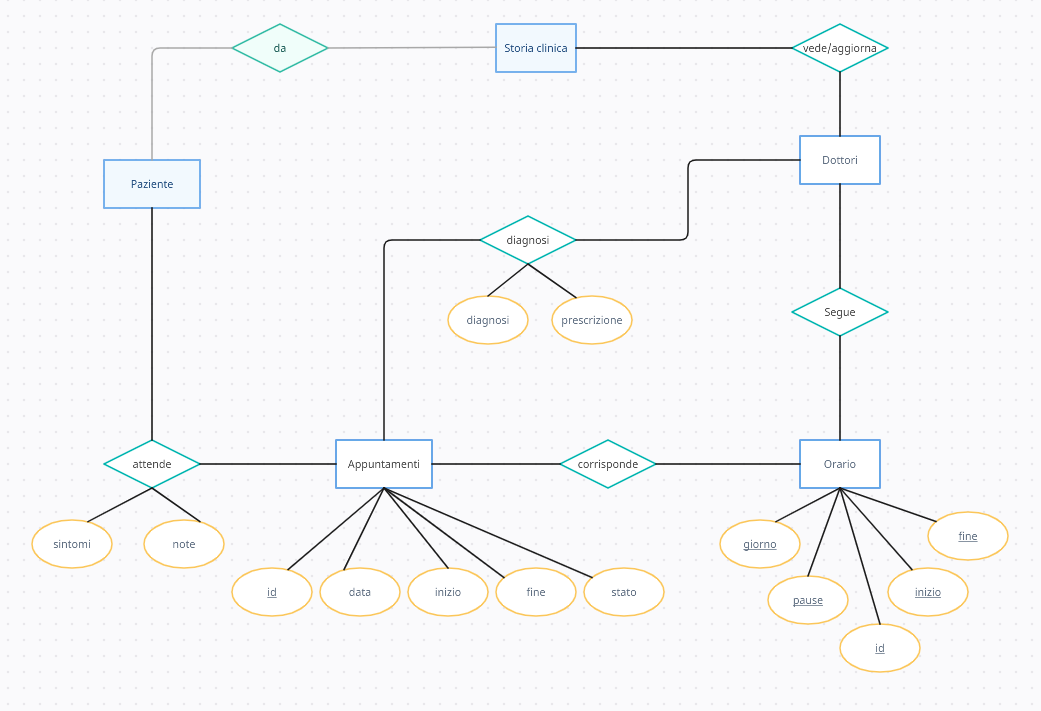 da
Storia clinica
vede/aggiorna
Dottori
Paziente
diagnosi
diagnosi
prescrizione
Segue
attende
Appuntamenti
corrisponde
Orario
sintomi
note
id
data
inizio
fine
stato
giorno
fine
pause
inizio
id